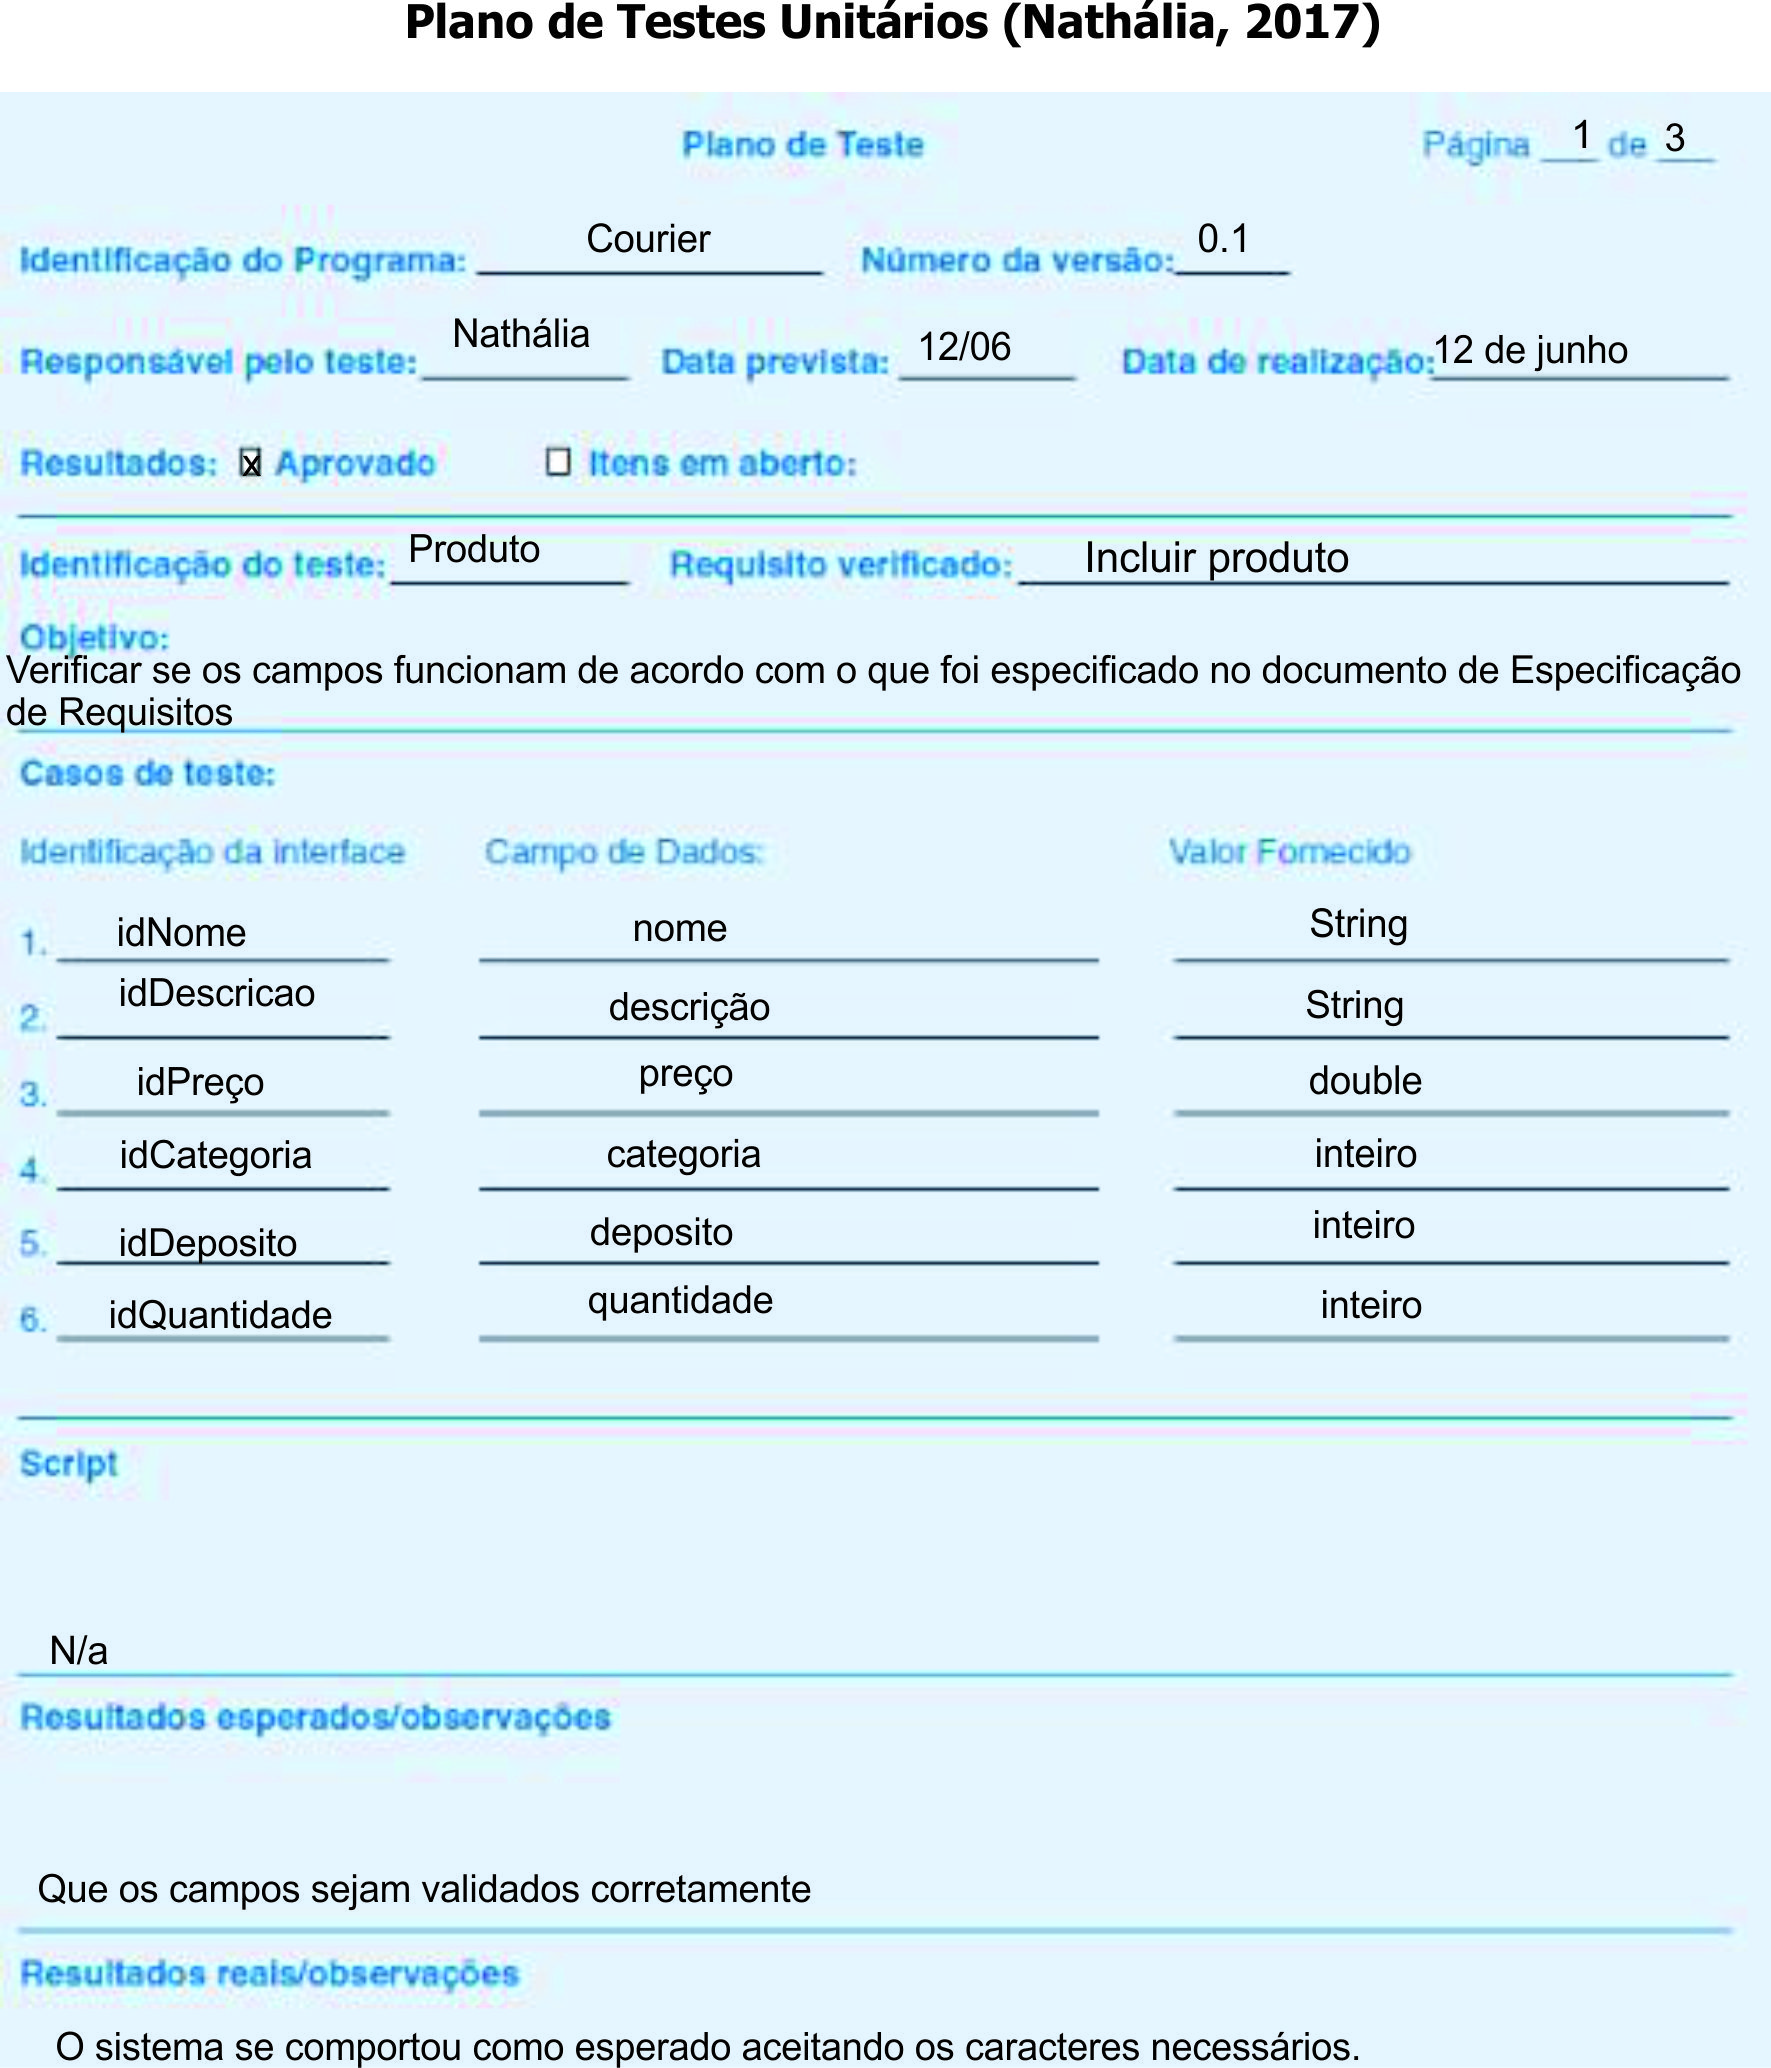 Plano de Testes Unitários (Nathália, 2017)
Plano de Teste Página 1 de 3
Identificação do Programa: Courier Número da versão: 0.1
Responsável pelo teste: Nathália Data prevista: 12/06 Data de realização: 12 de junho
Resultados: x Aprovado Itens em aberto:
Identificação do teste: Produto Requisito verificado: Incluir produto
Objetivo:
Verificar se os campos funcionam de acordo com o que foi especificado no documento de Especificação
de Requisitos
Casos de teste:
Identificação da interface Campo de Dados: Valor Fornecido
1. idNome nome String
2. idDescricao descrição String
3. idPreço preço double
4. idCategoria categoria inteiro
5. idDeposito deposito inteiro
6. idQuantidade quantidade inteiro
Script
N/a
Resultados esperados/observações
Que os campos sejam validados corretamente
Resultados reais/observações
O sistema se comportou como esperado aceitando os caracteres necessários.